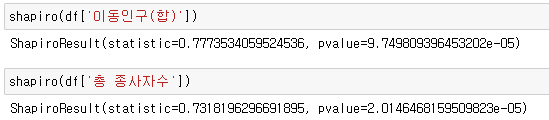 shapiro(df['이동인구(합)'])
ShapiroResult(statistic=0.7773534059524536, pvalue=9.749809396453202e-05)
shapiro(df['총 종사자수'])
ShapiroResult(statistic=0.7318196296691895, pvalue=2.0146468159509823e-05)